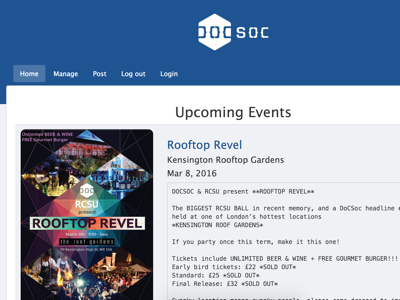 DOCSOC
Home Manage Post Log out Login
Upcoming Events
Unlimited BEER & WINE
FREE Gourmet Burger
DOC
RCSU
presents
ROOFTOP REVEL
the roof gardens
Rooftop Revel
Kensington Rooftop Gardens
Mar 8, 2016
DOCSOC & RCSU present **ROOFTOP REVEL**
The BIGGEST RCSU BALL in recent memory, and a DoCSoc headline
held at one of London's hottest locations
*KENSINGTON ROOF GARDENS*
If you party once this term, make it this one!
Tickets include UNLIMITED BEER & WINE + FREE GOURMET BURGER!!!
Early bird tickets: £22 *SOLD OUT*
Standard: £25 *SOLD OUT*
Final Release: £32 *SOLD OUT*